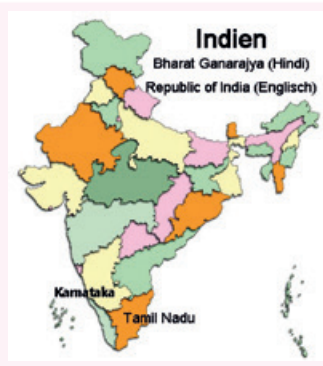 Indien
Bharat Ganarajya (Hindi)
Republic of India (Englisch)
Karnataka
Tamil Nadu